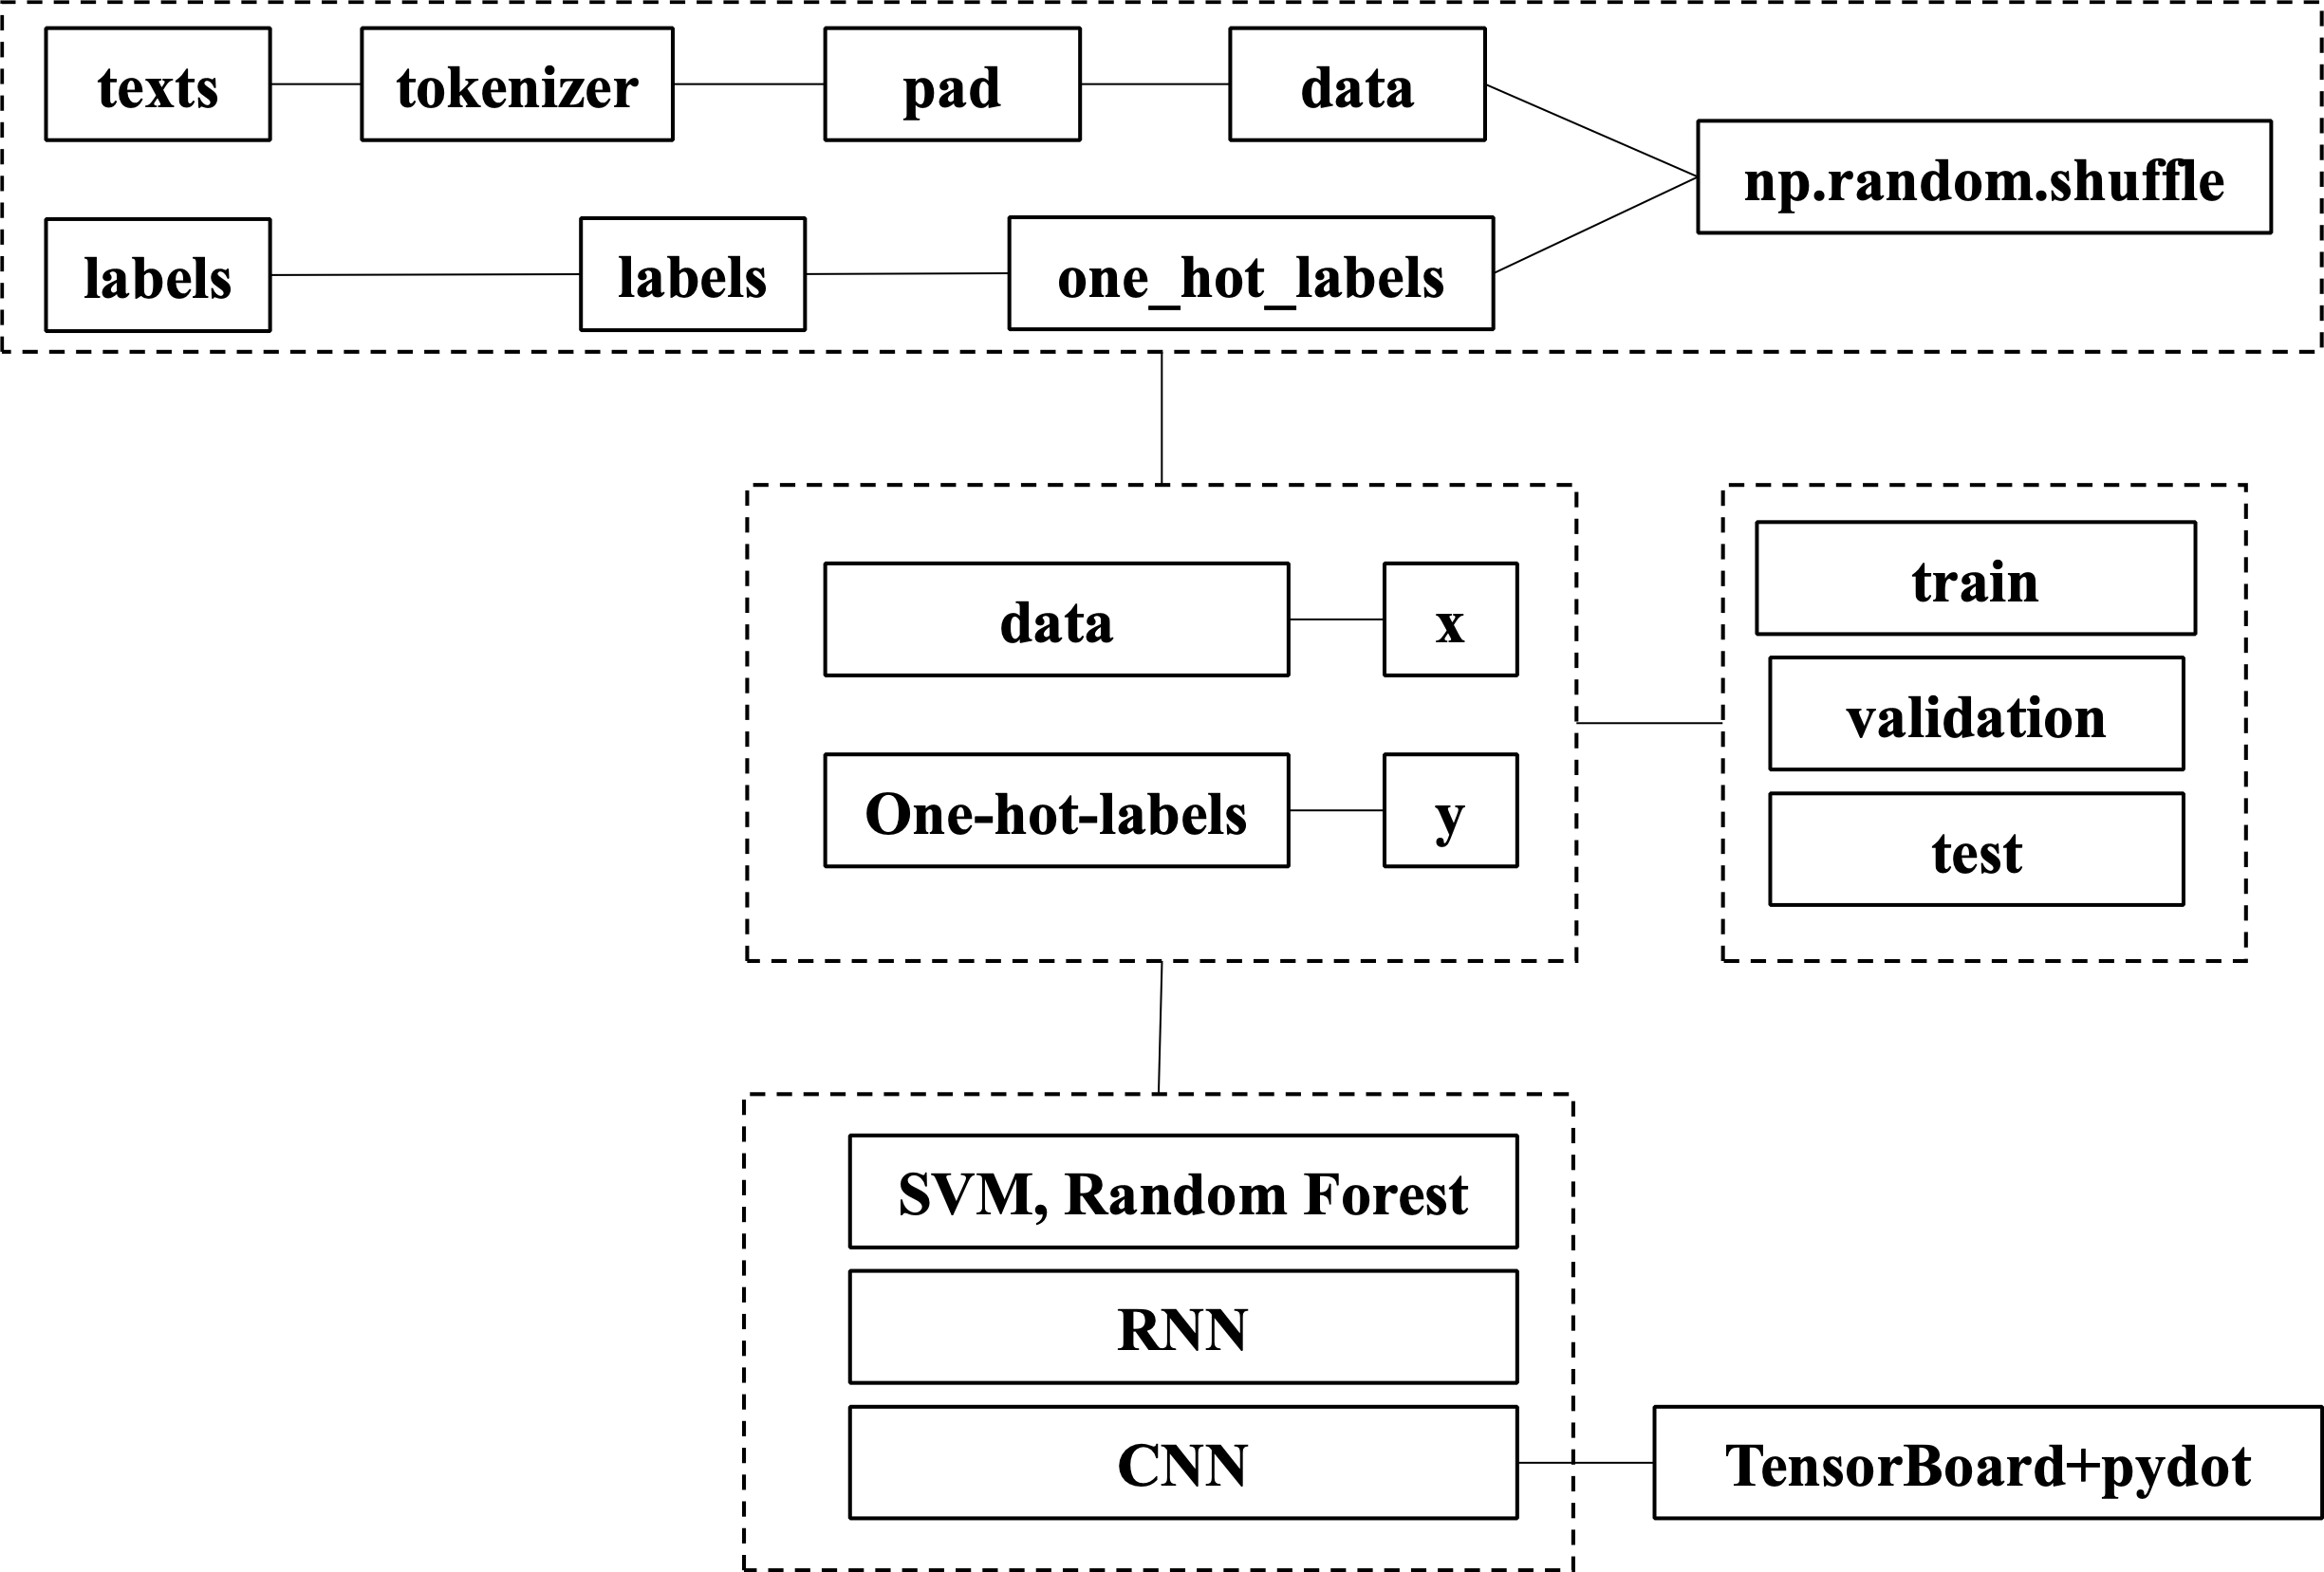 texts
tokenizer
pad
data
np.random.shuffle
labels
labels
one_hot_labels
data
x
One-hot-labels
y
train
validation
test
SVM, Random Forest
RNN
CNN
TensorBoard+pydot